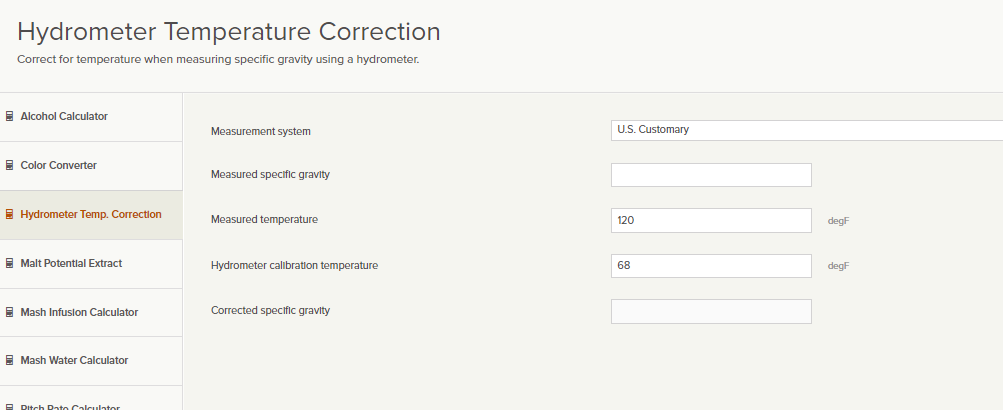 Hydrometer Temperature Correction
Correct for temperature when measuring specific gravity using a hydrometer.
Alcohol Calculator
Color Converter
Hydrometer Temp. Correction
Malt Potential Extract
Mash Infusion Calculator
Mash Water Calculator
Pitch Rate Calculator
Measurement system
U.S. Customary
Measured specific gravity
Measured temperature
120
degF
Hydrometer calibration temperature
68
degF
Corrected specific gravity